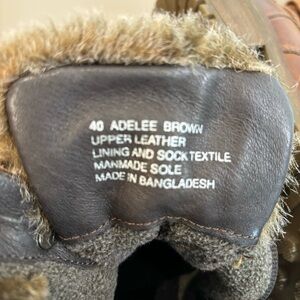 40 ADELEE BROWN
UPPER LEATHER
LINING AND SOCK TEXTILE
MANMADE SOLE
MADE IN BANGLADESH